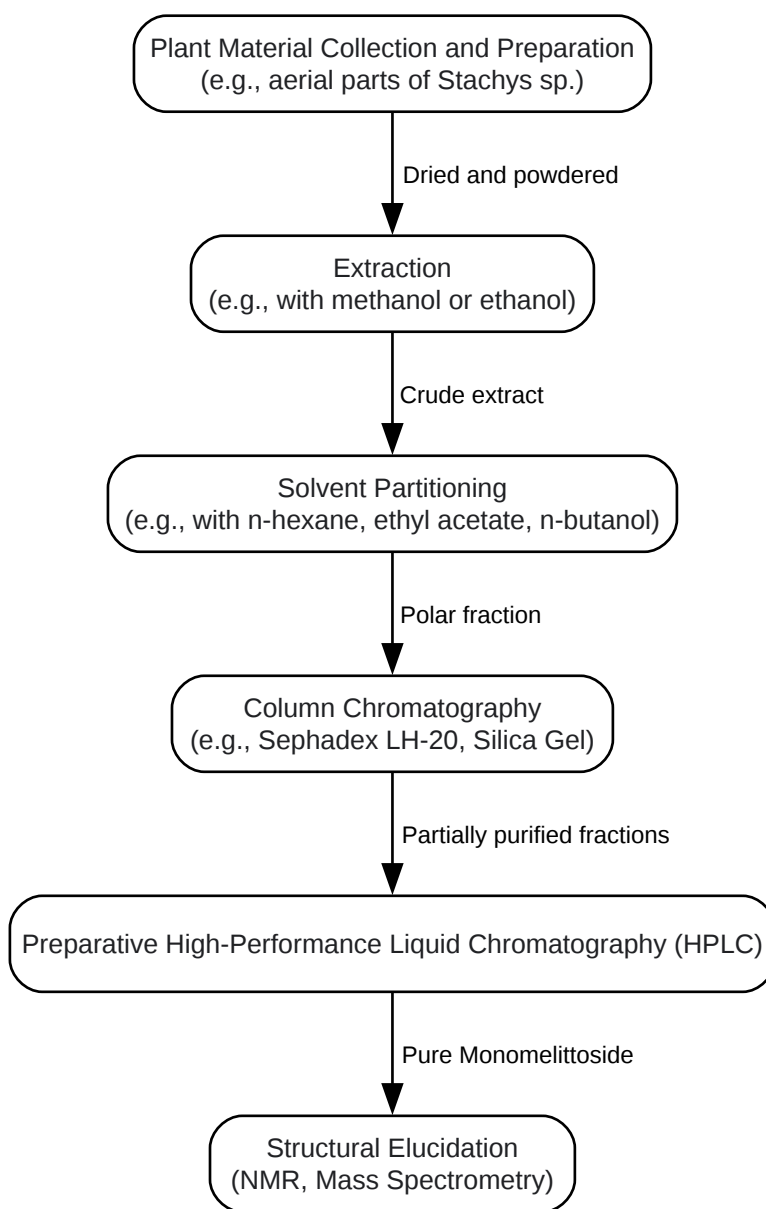 Plant Material Collection and Preparation
(e.g., aerial parts of Stachys sp.)
Dried and powdered
Extraction
(e.g., with methanol or ethanol)
Crude extract
Solvent Partitioning
(e.g., with n-hexane, ethyl acetate, n-butanol)
Polar fraction
Column Chromatography
(e.g., Sephadex LH-20, Silica Gel)
Partially purified fractions
Preparative High-Performance Liquid Chromatography (HPLC)
Pure Monomelittoside
Structural Elucidation
(NMR, Mass Spectrometry)